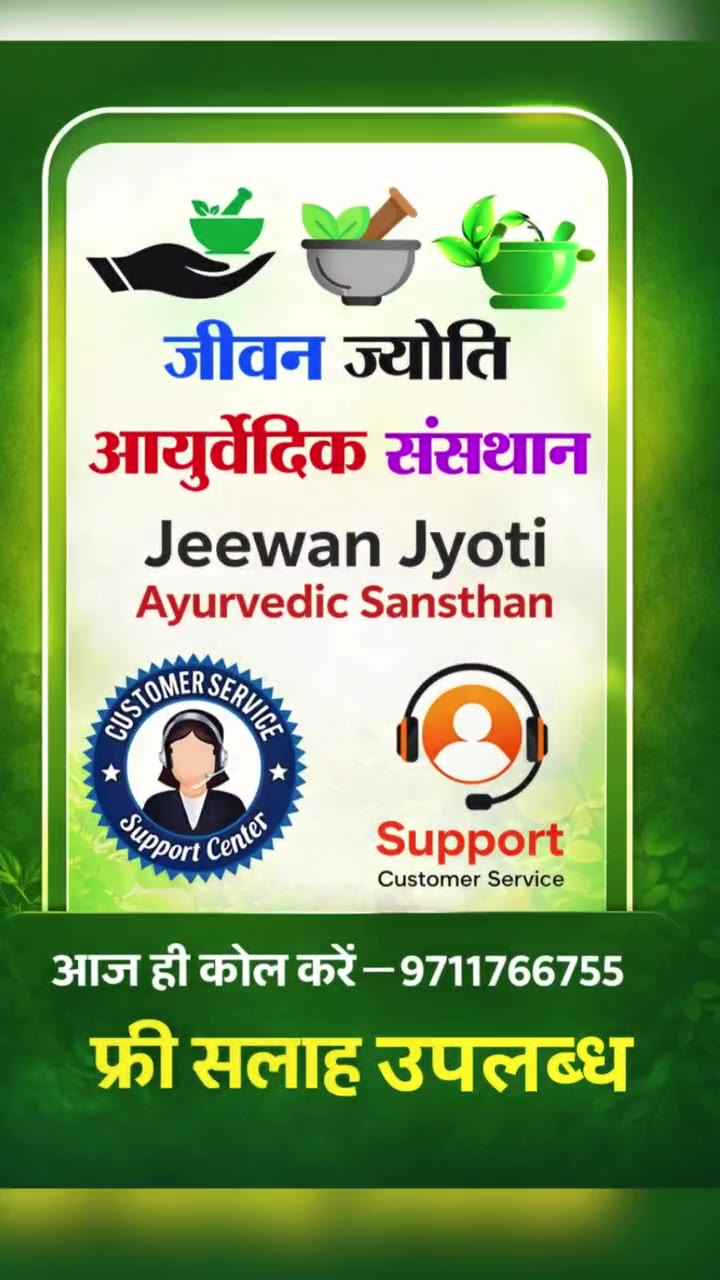 जीवन ज्योति
आयुर्वेदिक संसथान
Jeewan Jyoti
Ayurvedic Sansthan
CUSTOMER SERVICE
Support Center
Support
Customer Service
आज ही कोल करें – 9711766755
फ्री सलाह उपलब्ध